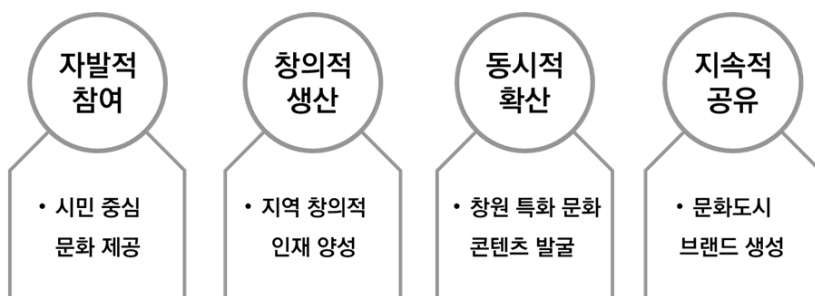 자발적
참여
창의적
생산
동시적
확산
지속적
공유
• 시민 중심
문화 제공
• 지역 창의적
인재 양성
• 창원 특화 문화
콘텐츠 발굴
• 문화도시
브랜드 생성